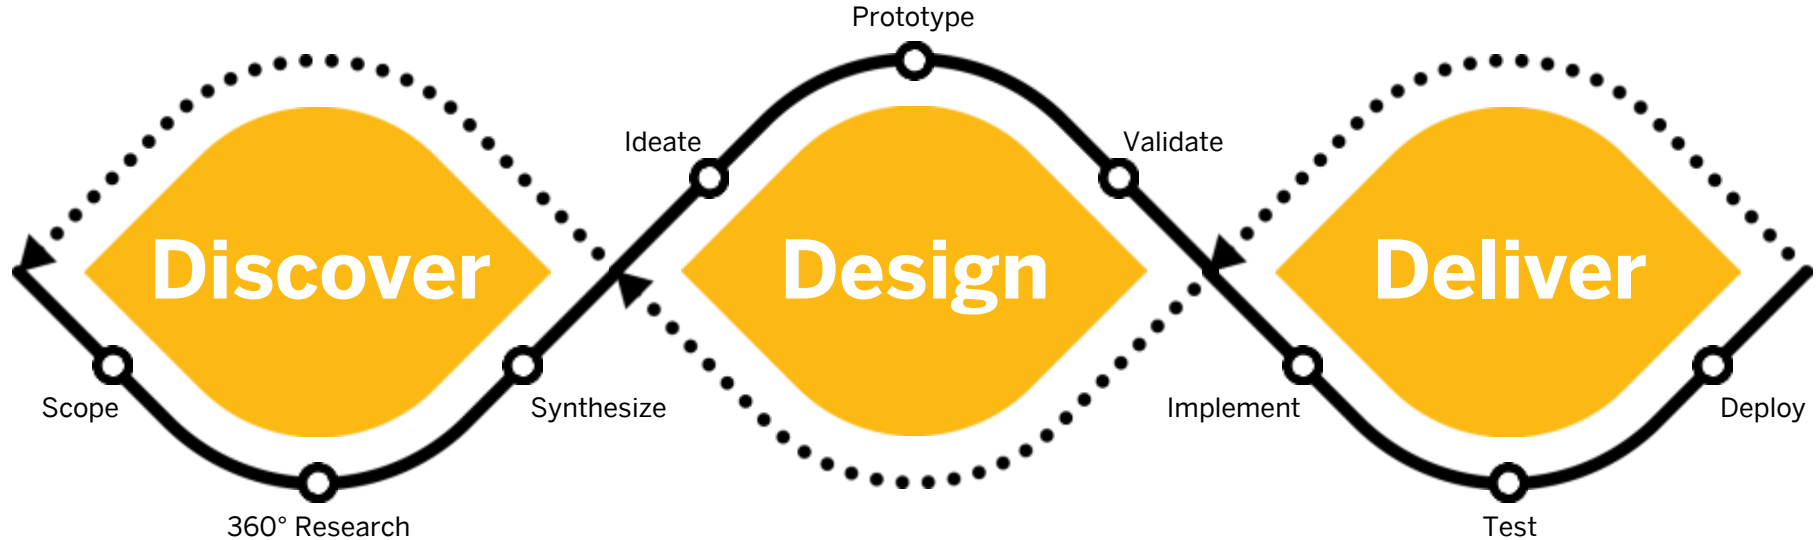 Prototype
Ideate
Validate
Discover
Design
Deliver
Scope
Synthesize
Implement
Deploy
360° Research
Test